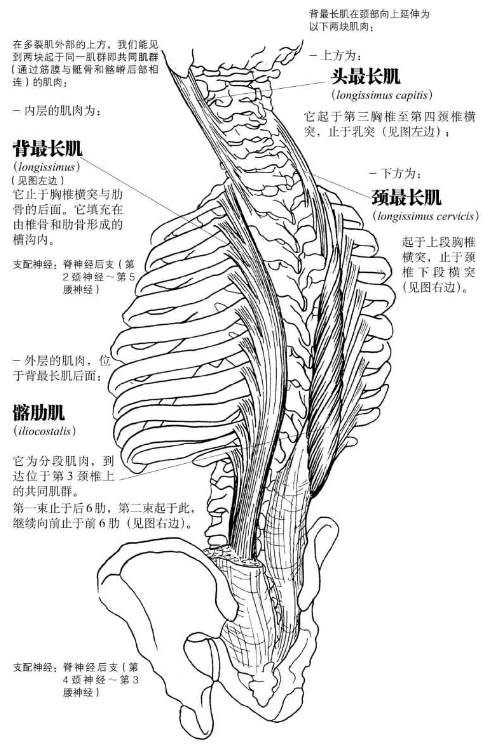 在多裂肌外部的上方，我们能见
到两块起于同一肌群即共同肌群
（通过筋膜与骶骨和髂嵴后部相
连）的肌肉：
－内层的肌肉为：
背最长肌
(longissimus)
（见图左边）
它止于胸椎横突与肋
骨的后面。它填充在
由椎骨和肋骨形成的
槽沟内。
支配神经：脊神经后支（第
2颈神经～第5
腰神经）
－外层的肌肉，位
于背最长肌后面：
髂肋肌
(iliocostalis)
它为分段肌肉，到
达位于第3颈椎上
的共同肌群。
第一束止于后6肋，第二束起于此，
继续向前止于前6肋（见图右边）。
支配神经：脊神经后支（第
4颈神经～第3
腰神经）
背最长肌在颈部向上延伸为
以下两块肌肉：
－上方为：
头最长肌
(longissimus capitis)
它起于第三胸椎至第四颈椎横
突，止于乳突（见图左边）；
－下方为：
颈最长肌
(longissimus cervicis)
起于上段胸椎
横突，止于颈
椎下段横突
（见图右边）。